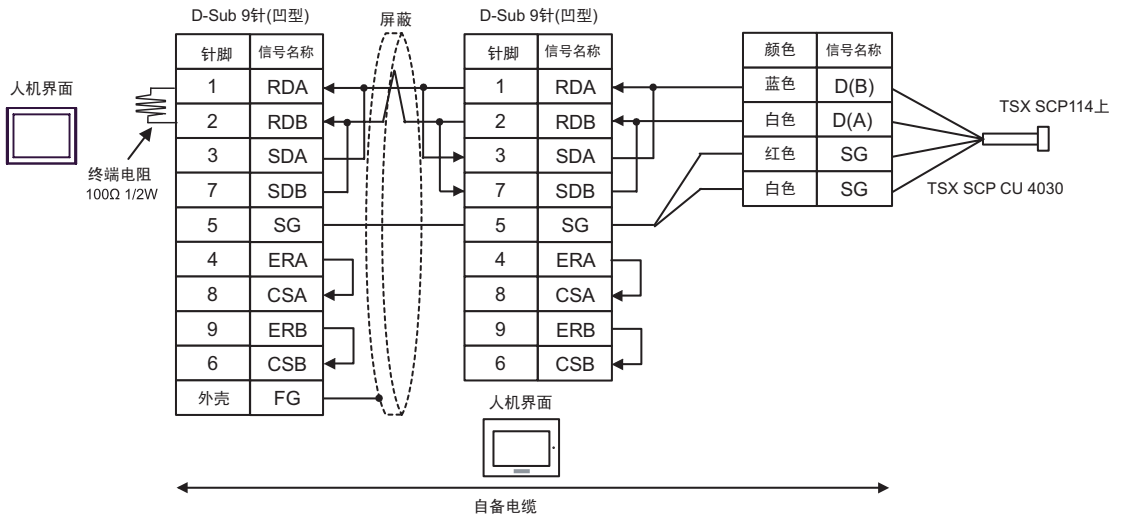 D-Sub 9针(凹型)
屏蔽
D-Sub 9针(凹型)
针脚 信号名称
1 RDA
2 RDB
3 SDA
7 SDB
5 SG
4 ERA
8 CSA
9 ERB
6 CSB
外壳 FG
人机界面
终端电阻
100Ω 1/2W
针脚 信号名称
1 RDA
2 RDB
3 SDA
7 SDB
5 SG
4 ERA
8 CSA
9 ERB
6 CSB
人机界面
颜色 信号名称
蓝色 D(B)
白色 D(A)
红色 SG
白色 SG
TSX SCP114上
TSX SCP CU 4030
自备电缆